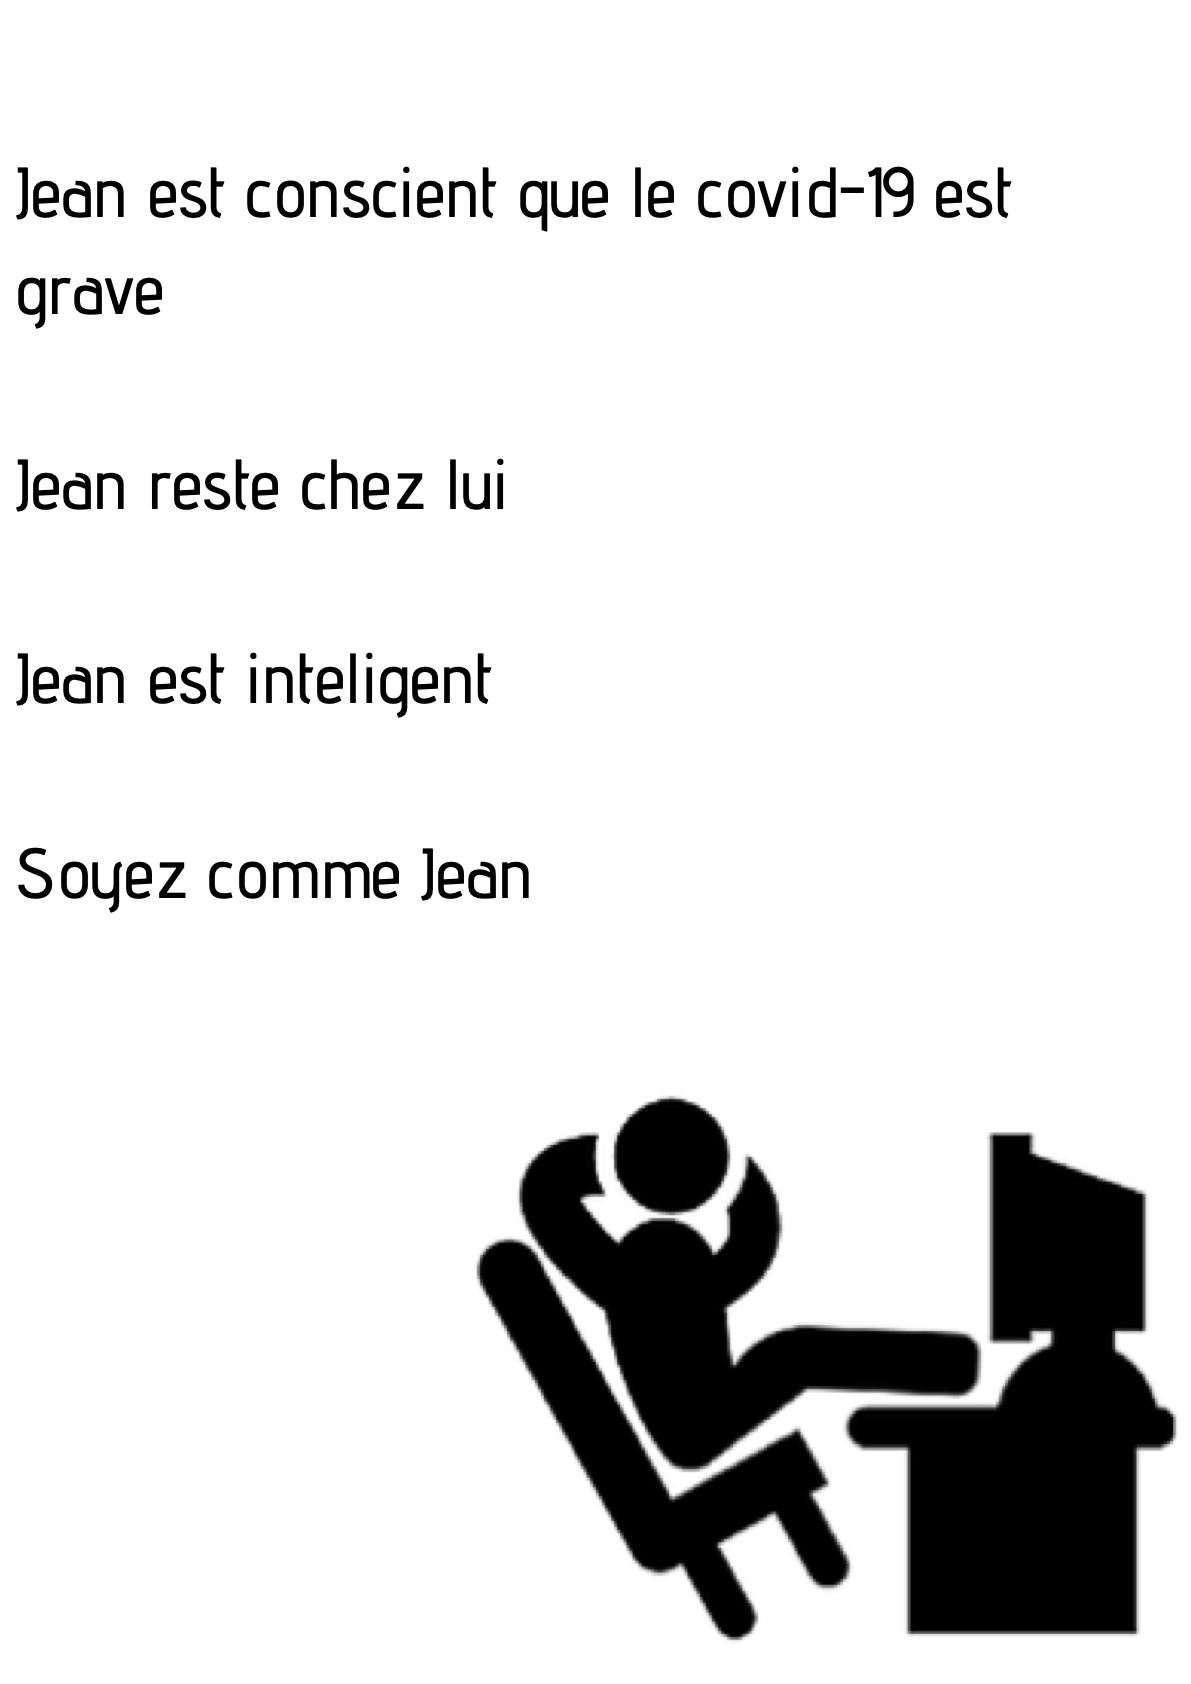 Jean est conscient que le covid-19 est
grave
Jean reste chez lui
Jean est inteligent
Soyez comme Jean